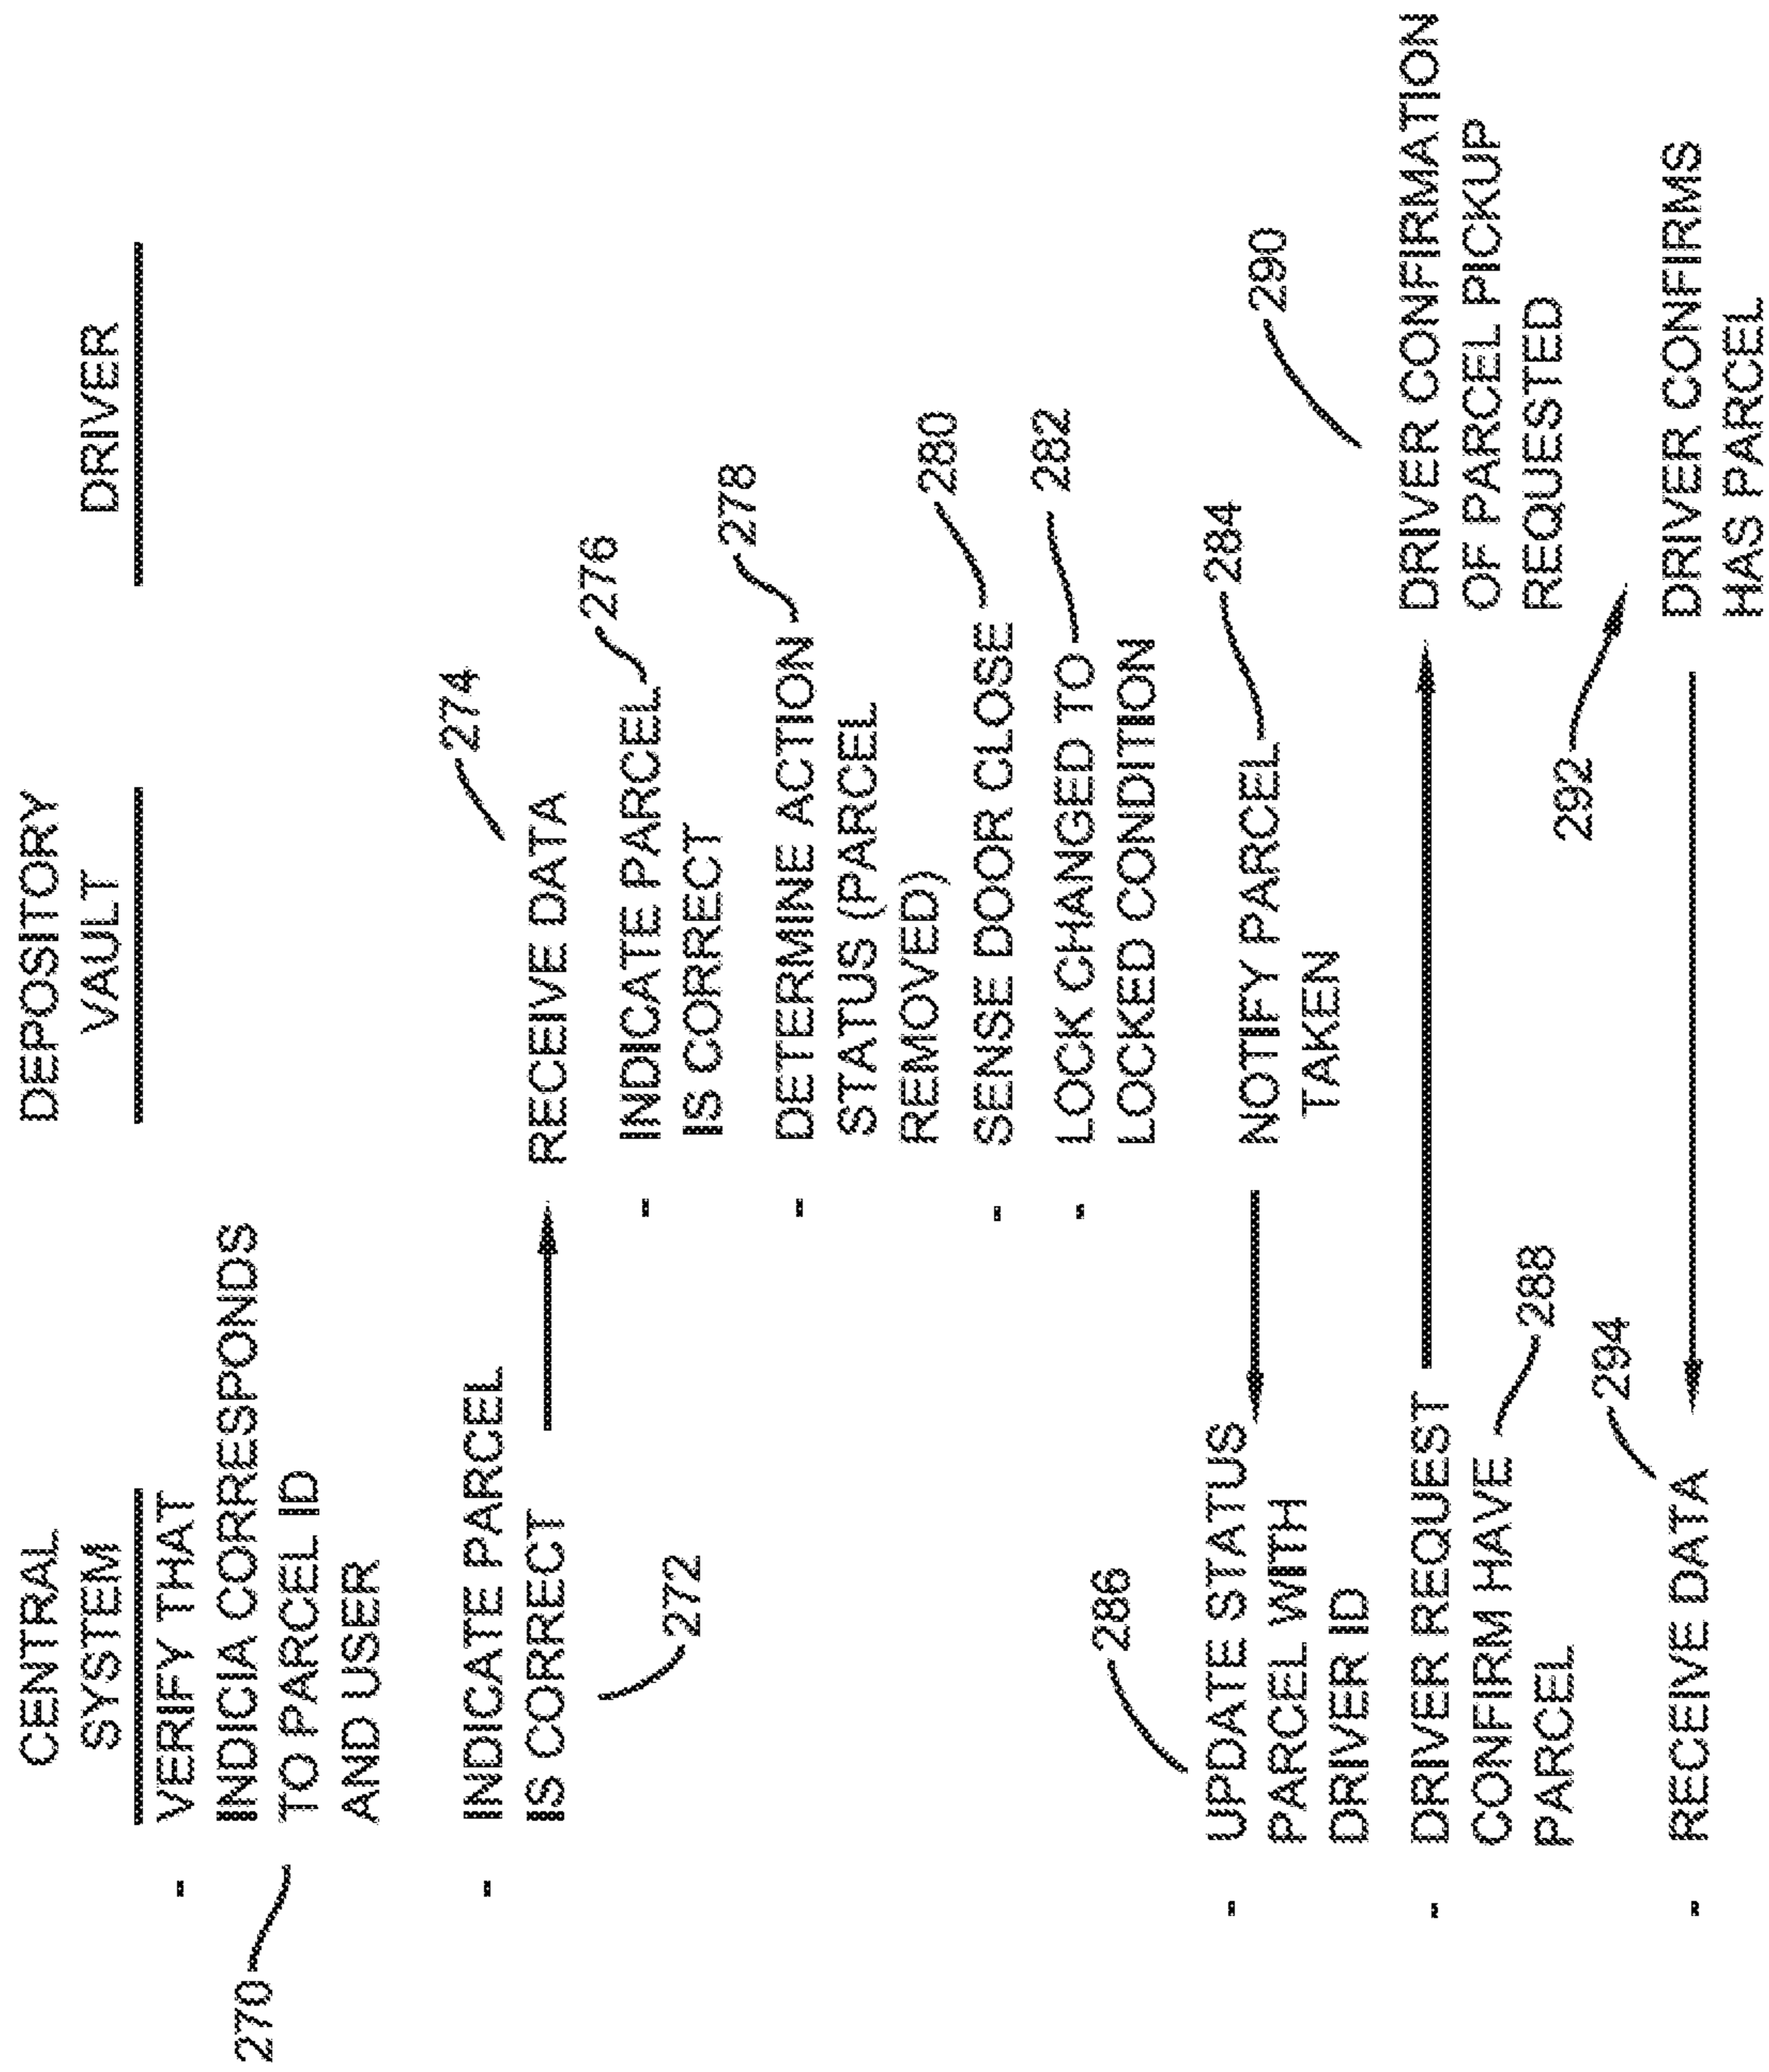 CENTRAL
SYSTEM
DEPOSITORY
VAULT
DRIVER
- VERIFY THAT
INDICIA CORRESPONDS
TO PARCEL ID
AND USER
270
- INDICATE PARCEL
IS CORRECT
272
RECEIVE DATA
274
- INDICATE PARCEL
IS CORRECT
276
- DETERMINE ACTION
STATUS (PARCEL
REMOVED)
278
- SENSE DOOR CLOSE
280
- LOCK CHANGED TO
LOCKED CONDITION
282
NOTIFY PARCEL
TAKEN
284
- UPDATE STATUS
PARCEL WITH
DRIVER ID
286
- DRIVER REQUEST
CONFIRM HAVE
PARCEL
288
DRIVER CONFIRMATION
OF PARCEL PICKUP
REQUESTED
290
DRIVER CONFIRMS
HAS PARCEL
292
- RECEIVE DATA
294